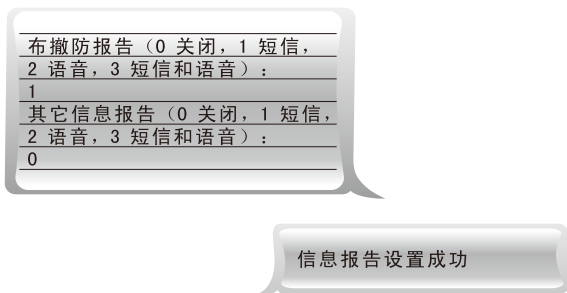 布撤防报告（0 关闭，1 短信，
2 语音，3 短信和语音）：
1
其它信息报告（0 关闭，1 短信，
2 语音，3 短信和语音）：
0
信息报告设置成功